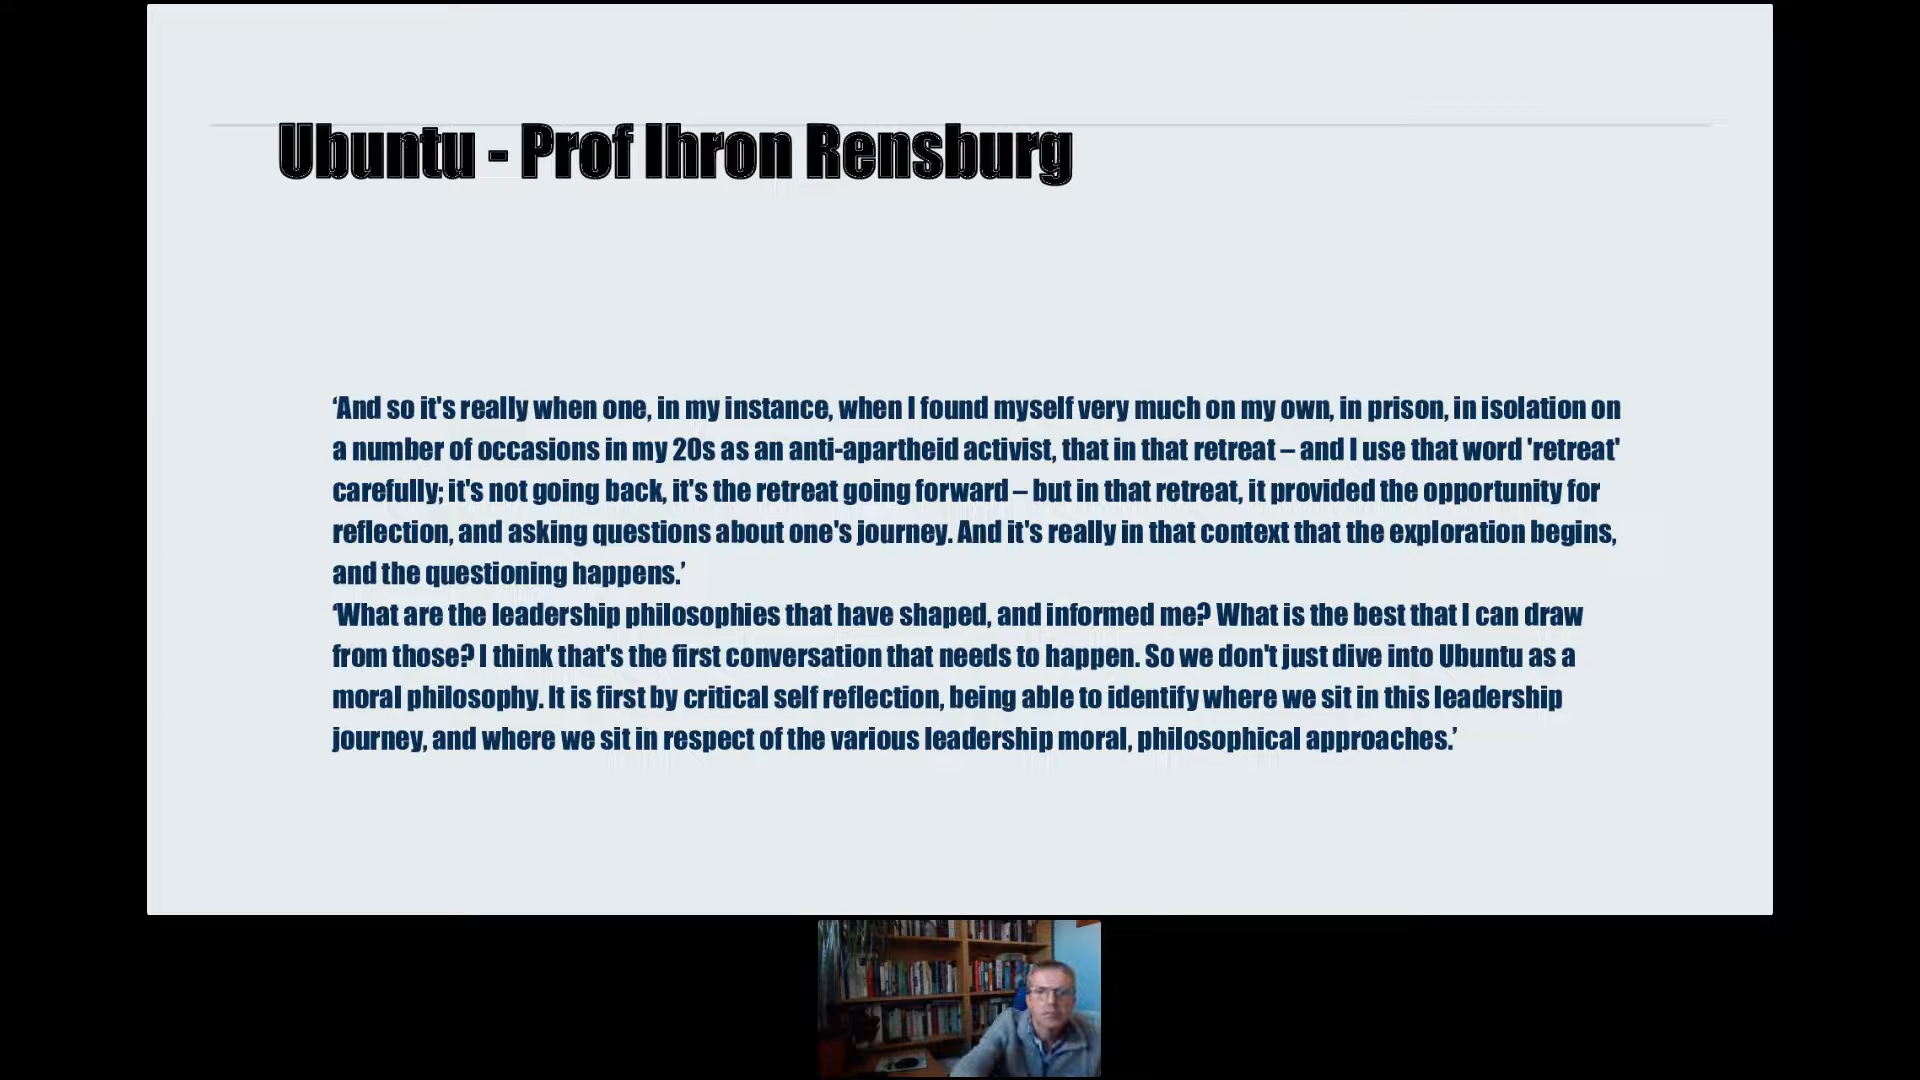 Ubuntu - Prof Ihron Rensburg
‘And so it's really when one, in my instance, when I found myself very much on my own, in prison, in isolation on
a number of occasions in my 20s as an anti-apartheid activist, that in that retreat – and I use that word 'retreat'
carefully; it's not going back, it's the retreat going forward – but in that retreat, it provided the opportunity for
reflection, and asking questions about one's journey. And it's really in that context that the exploration begins,
and the questioning happens.’
‘What are the leadership philosophies that have shaped, and informed me? What is the best that I can draw
from those? I think that's the first conversation that needs to happen. So we don't just dive into Ubuntu as a
moral philosophy. It is first by critical self reflection, being able to identify where we sit in this leadership
journey, and where we sit in respect of the various leadership moral, philosophical approaches.’